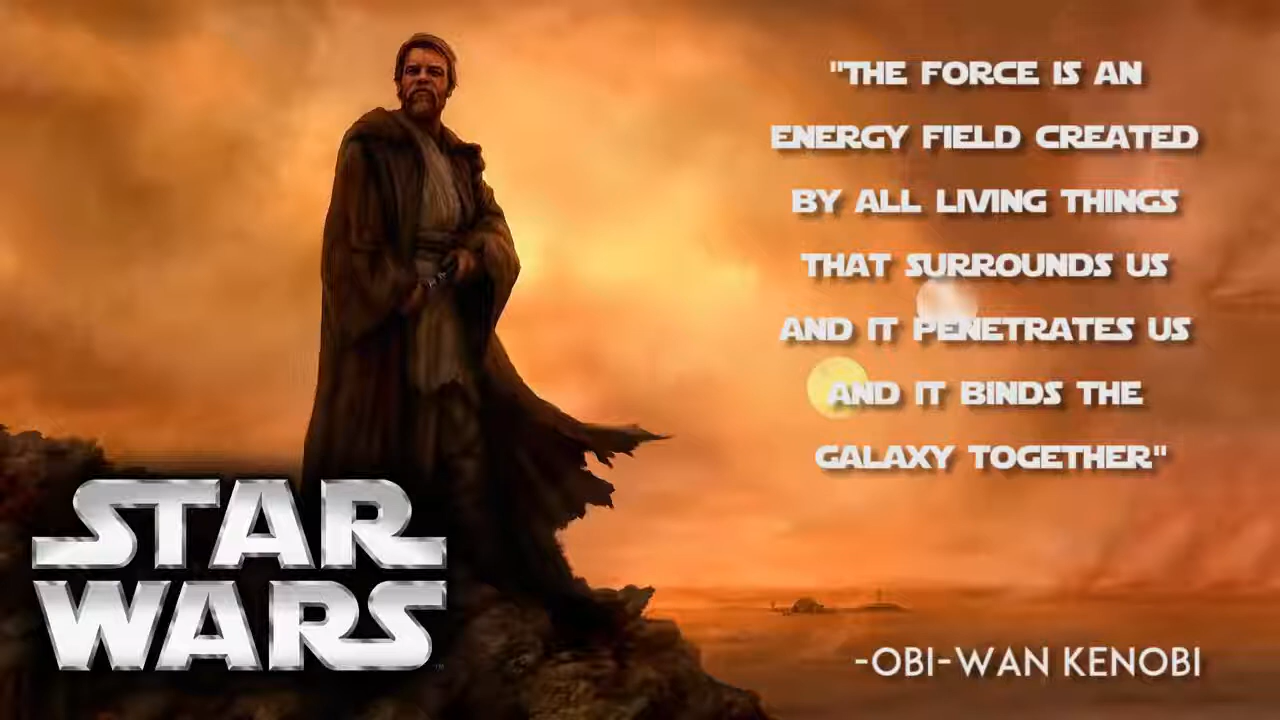 "THE FORCE IS AN
ENERGY FIELD CREATED
BY ALL LIVING THINGS
THAT SURROUNDS US
AND IT PENETRATES US
AND IT BINDS THE
GALAXY TOGETHER"
STAR
WARS
-OBI-WAN KENOBI